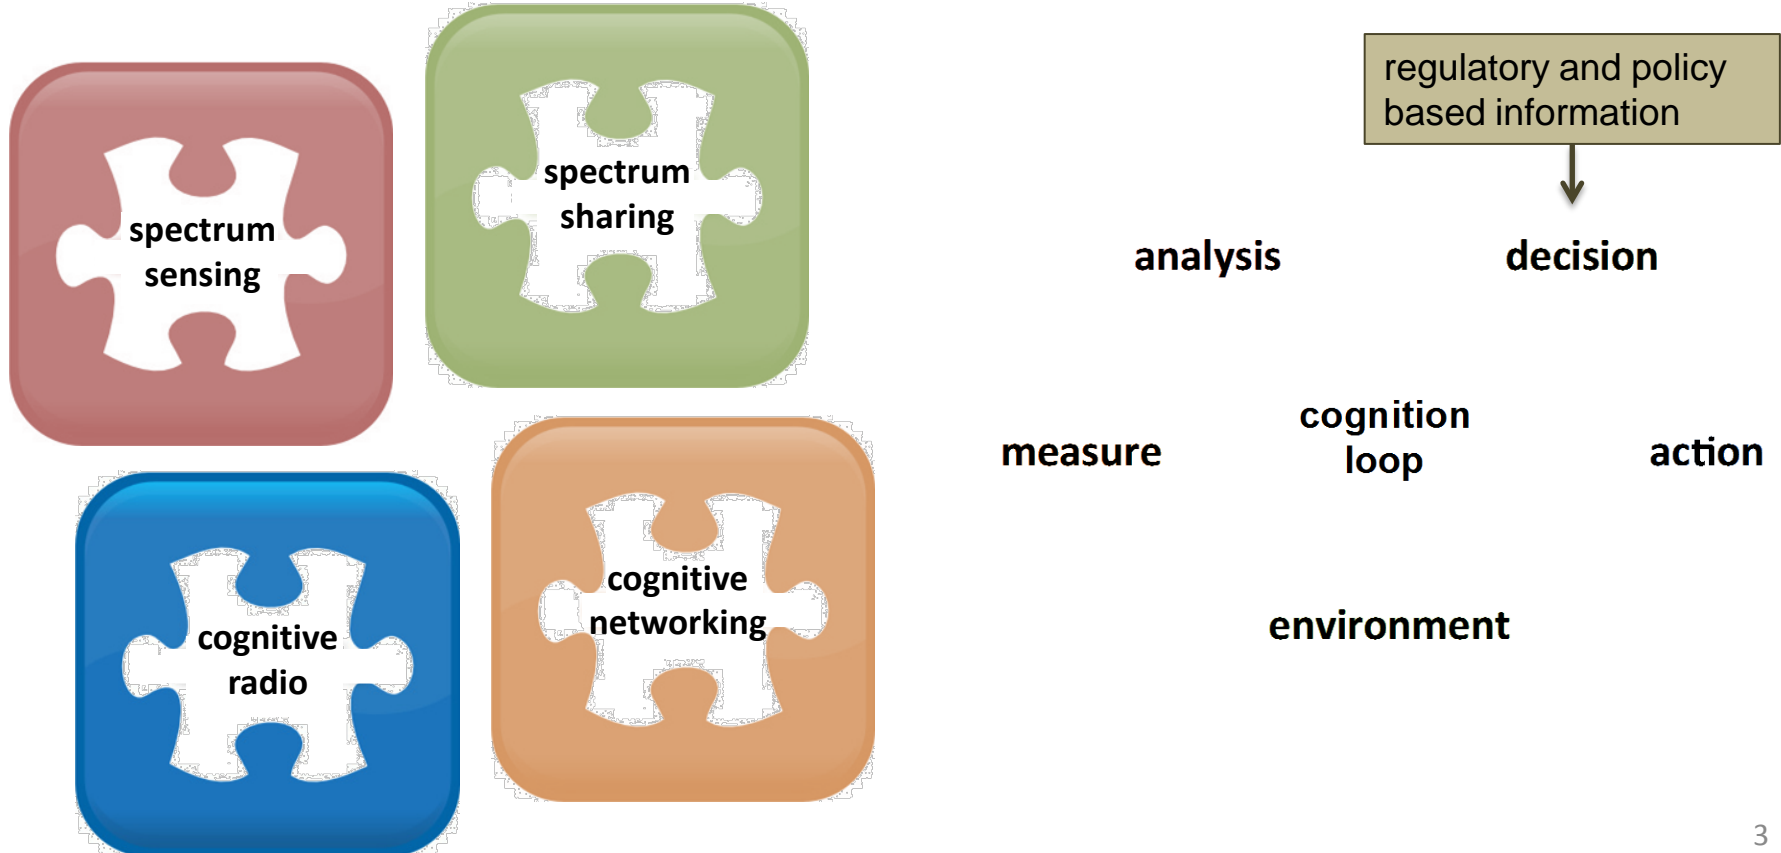 spectrum
sensing
spectrum
sharing
cognitive
radio
cognitive
networking
regulatory and policy
based information
analysis
decision
measure
cognition
loop
action
environment
3